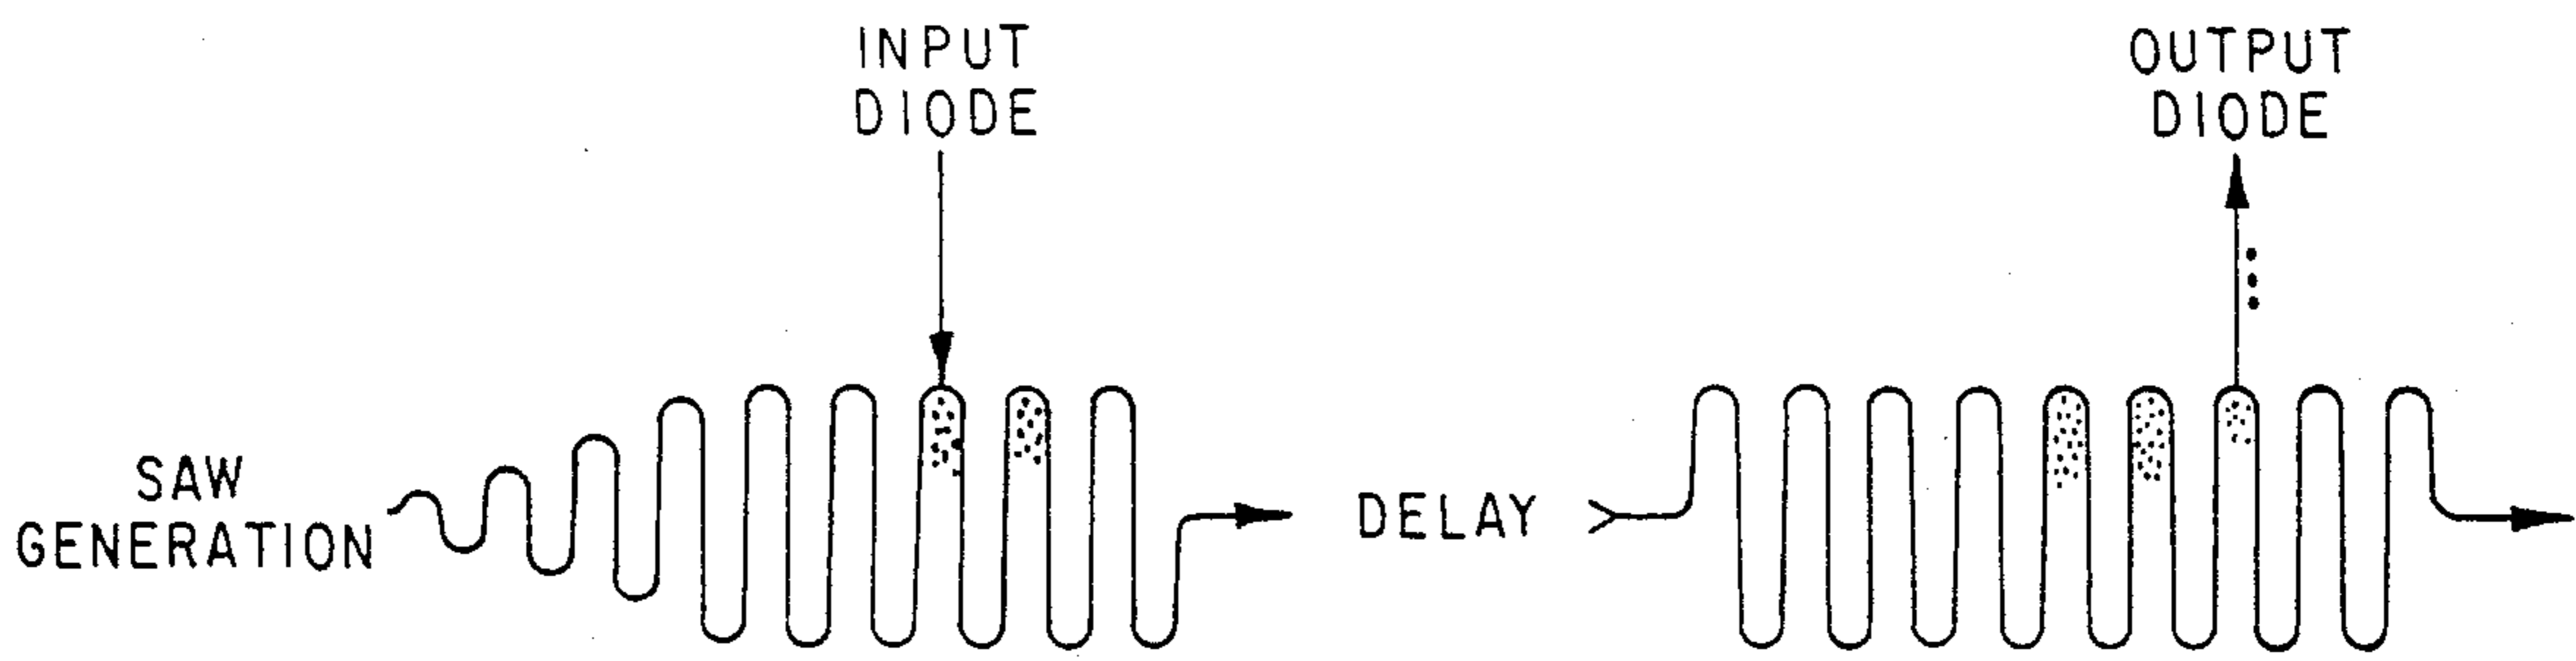 INPUT
DIODE
OUTPUT
DIODE
SAW
GENERATION
DELAY